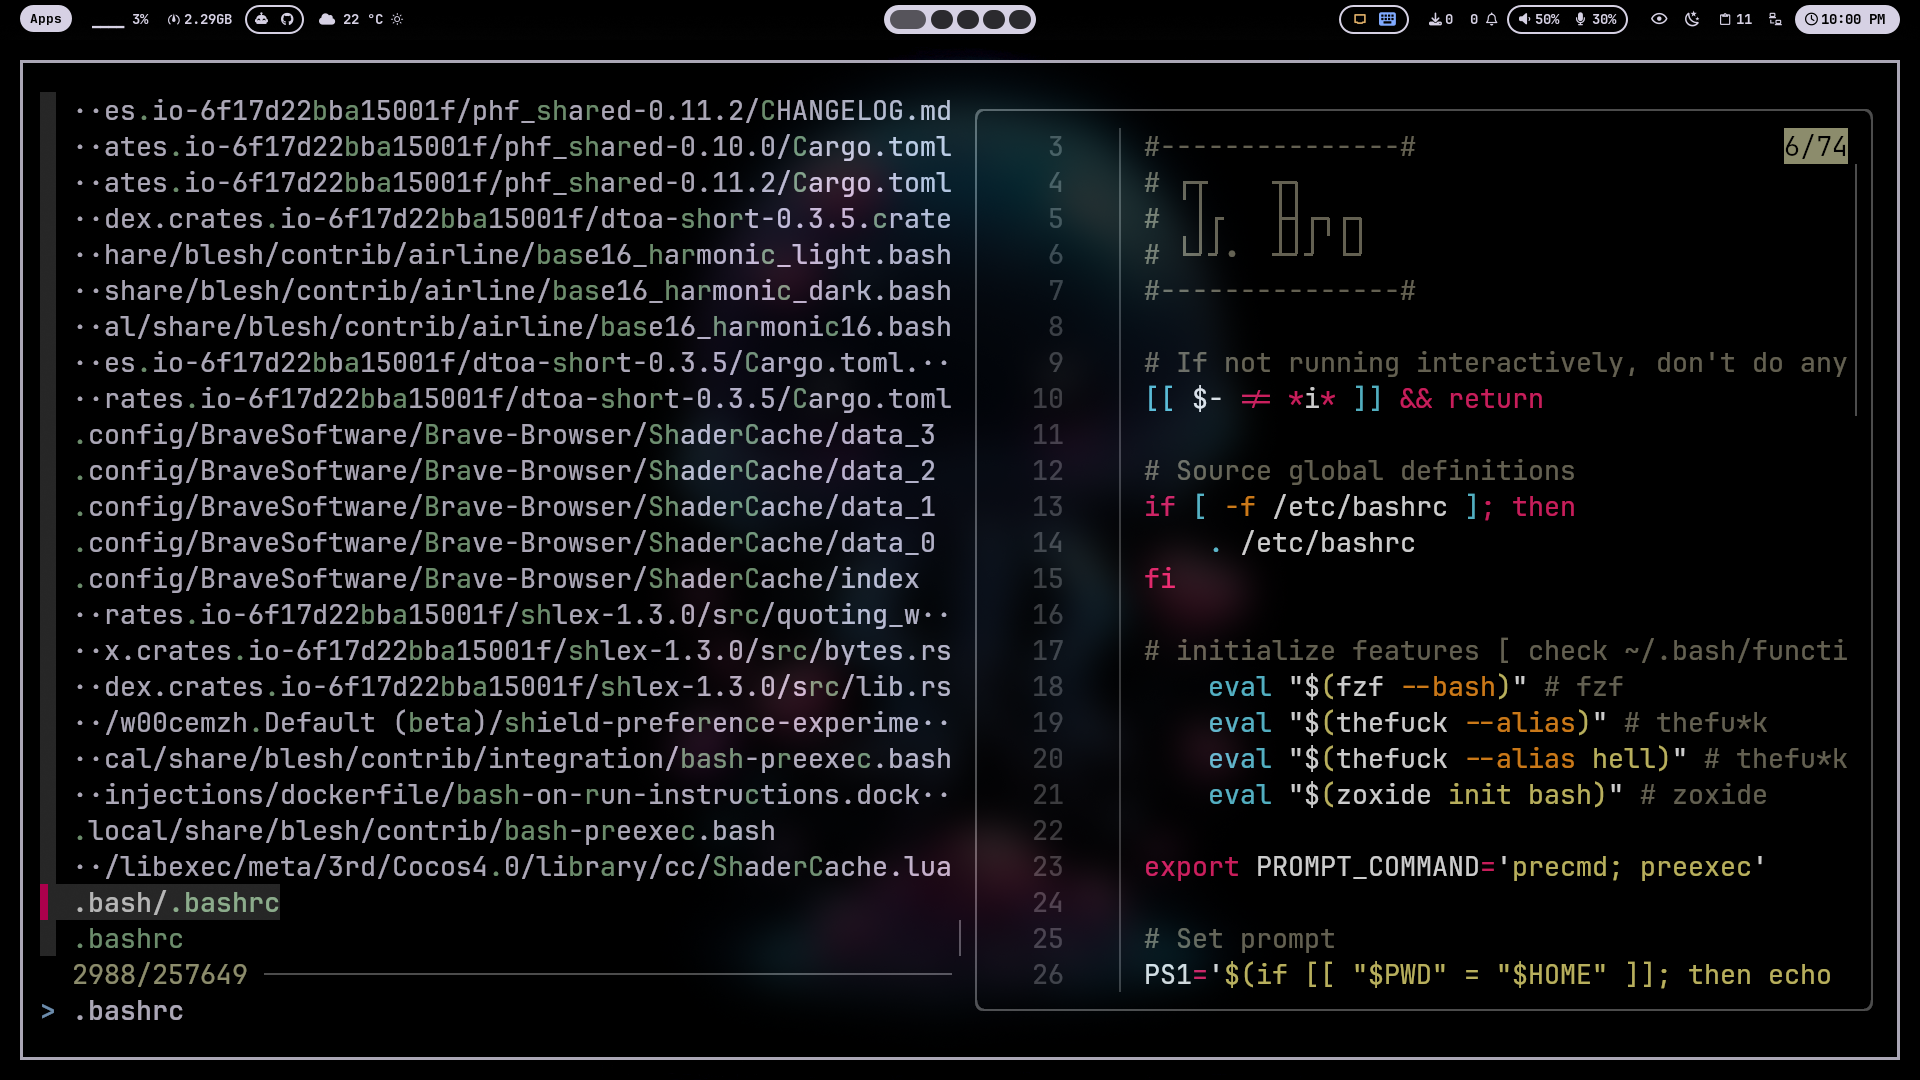 Apps 3% 2.29GB 22 °C 0 0 50% 30% 11 10:00 PM
··es.io-6f17d22bba15001f/phf_shared-0.11.2/CHANGELOG.md
··ates.io-6f17d22bba15001f/phf_shared-0.10.0/Cargo.toml
··ates.io-6f17d22bba15001f/phf_shared-0.11.2/Cargo.toml
··dex.crates.io-6f17d22bba15001f/dtoa-short-0.3.5.crate
··hare/blesh/contrib/airline/base16_harmonic_light.bash
··share/blesh/contrib/airline/base16_harmonic_dark.bash
··al/share/blesh/contrib/airline/base16_harmonic16.bash
··es.io-6f17d22bba15001f/dtoa-short-0.3.5/Cargo.toml.··
··rates.io-6f17d22bba15001f/dtoa-short-0.3.5/Cargo.toml
.config/BraveSoftware/Brave-Browser/ShaderCache/data_3
.config/BraveSoftware/Brave-Browser/ShaderCache/data_2
.config/BraveSoftware/Brave-Browser/ShaderCache/data_1
.config/BraveSoftware/Brave-Browser/ShaderCache/data_0
.config/BraveSoftware/Brave-Browser/ShaderCache/index
··rates.io-6f17d22bba15001f/shlex-1.3.0/src/quoting_w··
··x.crates.io-6f17d22bba15001f/shlex-1.3.0/src/bytes.rs
··dex.crates.io-6f17d22bba15001f/shlex-1.3.0/src/lib.rs
··/w00cemzh.Default (beta)/shield-preference-experime··
··cal/share/blesh/contrib/integration/bash-preexec.bash
··injections/dockerfile/bash-on-run-instructions.dock··
.local/share/blesh/contrib/bash-preexec.bash
··/libexec/meta/3rd/Cocos4.0/library/cc/ShaderCache.lua
.bash/.bashrc
.bashrc
2988/257649
> .bashrc
6/74
3 #---------------#
4 #
5 #
6 #
7 #---------------#
8
9 # If not running interactively, don't do any
10 [[ $- != *i* ]] && return
11
12 # Source global definitions
13 if [ -f /etc/bashrc ]; then
14 . /etc/bashrc
15 fi
16
17 # initialize features [ check ~/.bash/functi
18 eval "$(fzf --bash)" # fzf
19 eval "$(thefuck --alias)" # thefu*k
20 eval "$(thefuck --alias hell)" # thefu*k
21 eval "$(zoxide init bash)" # zoxide
22
23 export PROMPT_COMMAND='precmd; preexec'
24
25 # Set prompt
26 PS1='$(if [[ "$PWD" = "$HOME" ]]; then echo